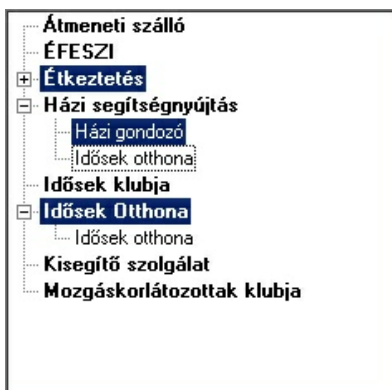 Átmeneti szálló
ÉFESZI
Étkeztetés
Házi segítségnyújtás
Házi gondozó
Idősek otthona
Idősek klubja
Idősek Otthona
Idősek otthona
Kisegítő szolgálat
Mozgáskorlátozottak klubja